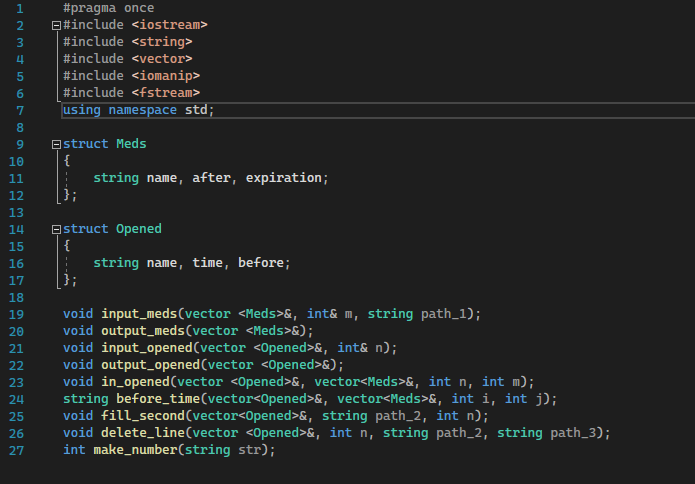 1 #pragma once
2 #include <iostream>
3 #include <string>
4 #include <vector>
5 #include <iomanip>
6 #include <fstream>
7 using namespace std;
8
9 struct Meds
10 {
11 string name, after, expiration;
12 };
13
14 struct Opened
15 {
16 string name, time, before;
17 };
18
19 void input_meds(vector <Meds>&, int& m, string path_1);
20 void output_meds(vector <Meds>&);
21 void input_opened(vector <Opened>&, int& n);
22 void output_opened(vector <Opened>&);
23 void in_opened(vector <Opened>&, vector<Meds>&, int n, int m);
24 string before_time(vector<Opened>&, vector<Meds>&, int i, int j);
25 void fill_second(vector<Opened>&, string path_2, int n);
26 void delete_line(vector <Opened>&, int n, string path_2, string path_3);
27 int make_number(string str);